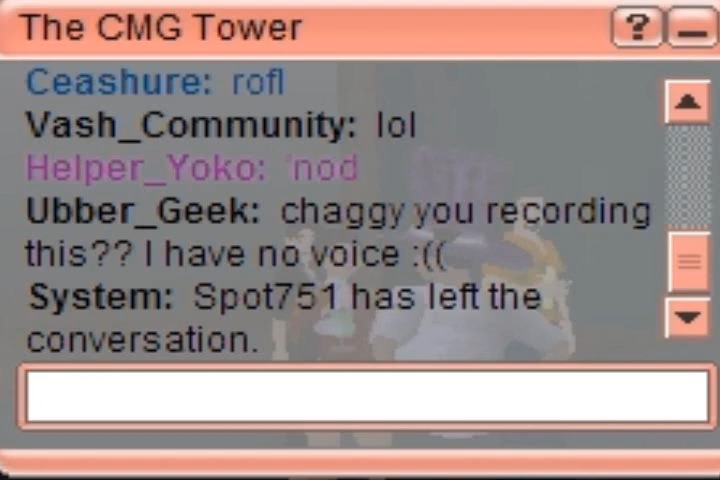 The CMG Tower
?
Ceashure: rofl
Vash_Community: lol
Helper_Yoko: 'nod
Ubber_Geek: chaggy you recording
this?? I have no voice :((
System: Spot751 has left the
conversation.